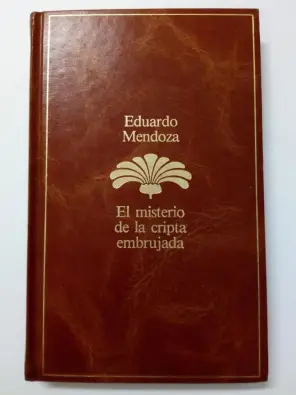 Eduardo
Mendoza
El misterio
de la cripta
embrujada